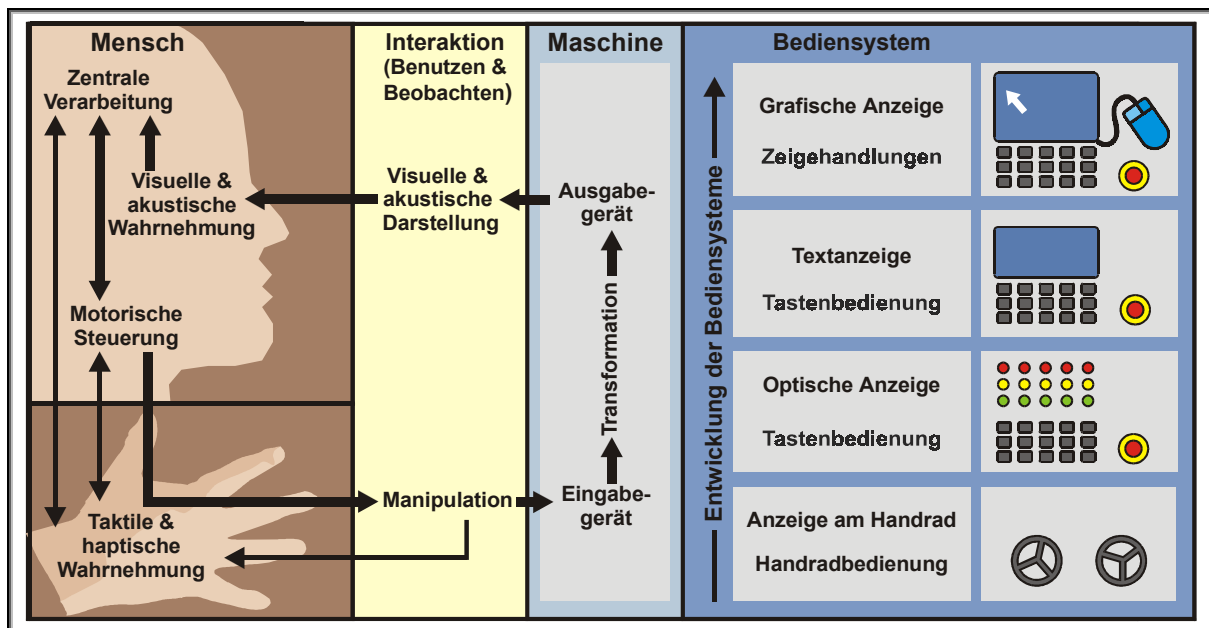 Mensch
Zentrale
Verarbeitung
Visuelle &
akustische
Wahrnehmung
Motorische
Steuerung
Taktile &
haptische
Wahrnehmung
Interaktion
(Benutzen &
Beobachten)
Visuelle &
akustische
Darstellung
Manipulation
Maschine
Ausgabe-
gerät
Transformation
Eingabe-
gerät
Bediensystem
Entwicklung der Bediensysteme
Grafische Anzeige
Zeigehandlungen
Textanzeige
Tastenbedienung
Optische Anzeige
Tastenbedienung
Anzeige am Handrad
Handradbedienung